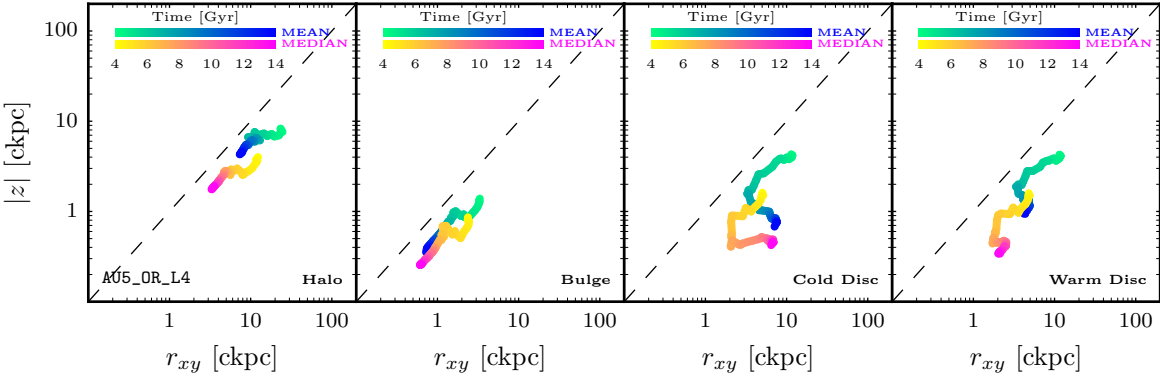 Time [Gyr] Time [Gyr] Time [Gyr] Time [Gyr]
100 MEAN MEAN MEAN MEAN
MEDIAN MEDIAN MEDIAN MEDIAN
4 6 8 10 12 14 4 6 8 10 12 14 4 6 8 10 12 14 4 6 8 10 12 14
10
|z| [ckpc]
1
AU5_OR_L4 Halo Bulge Cold Disc Warm Disc
1 10 100 1 10 100 1 10 100 1 10 100
r_xy [ckpc] r_xy [ckpc] r_xy [ckpc] r_xy [ckpc]